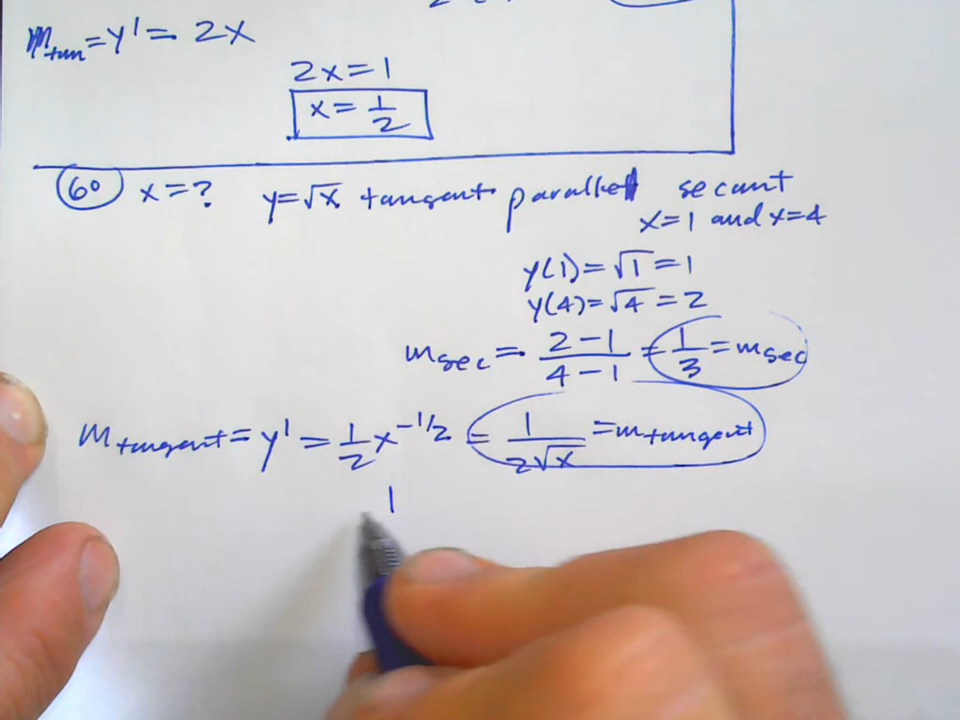 m_tan = y' = 2x
2x = 1
x = 1/2
60 x = ? y = √x tangent parallel secant
x = 1 and x = 4
y(1) = √1 = 1
y(4) = √4 = 2
m_sec = (2 - 1)/(4 - 1) = 1/3 = m_sec
m_tangent = y' = 1/2 x^(-1/2) = 1/(2√x) = m_tangent
1